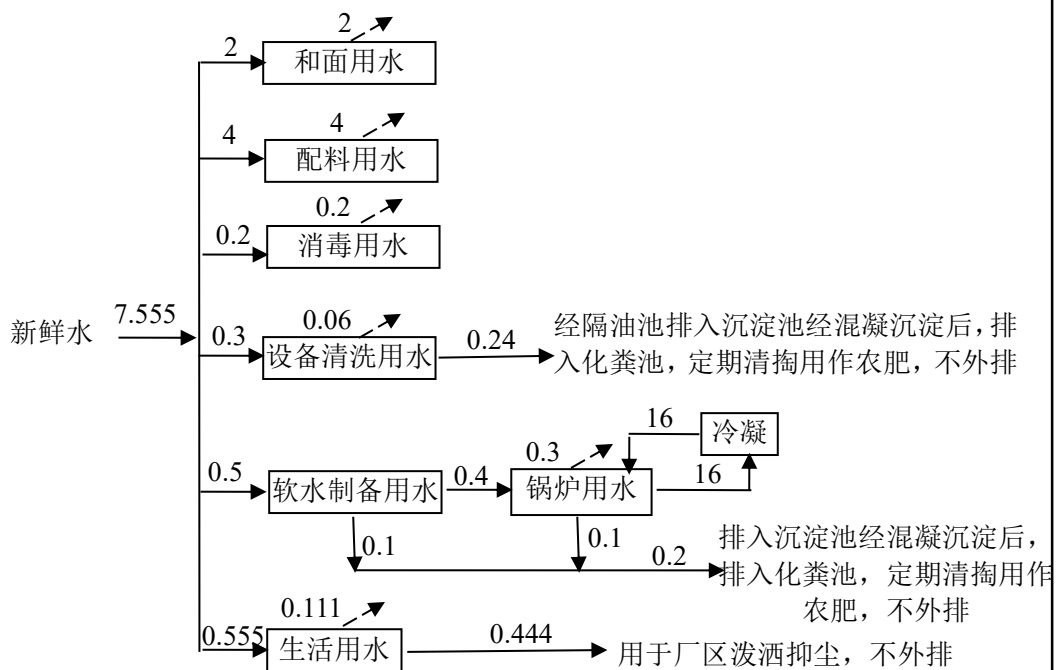 2
2
和面用水
4
4
配料用水
0.2
0.2
消毒用水
新鲜水
7.555
0.3
0.06
设备清洗用水
0.24
经隔油池排入沉淀池经混凝沉淀后，排
入化粪池，定期清掏用作农肥，不外排
0.5
软水制备用水
0.4
0.3
锅炉用水
16
冷凝
16
0.1
0.1
0.2
排入沉淀池经混凝沉淀后，
排入化粪池，定期清掏用作
农肥，不外排
0.555
0.111
生活用水
0.444
用于厂区泼洒抑尘，不外排